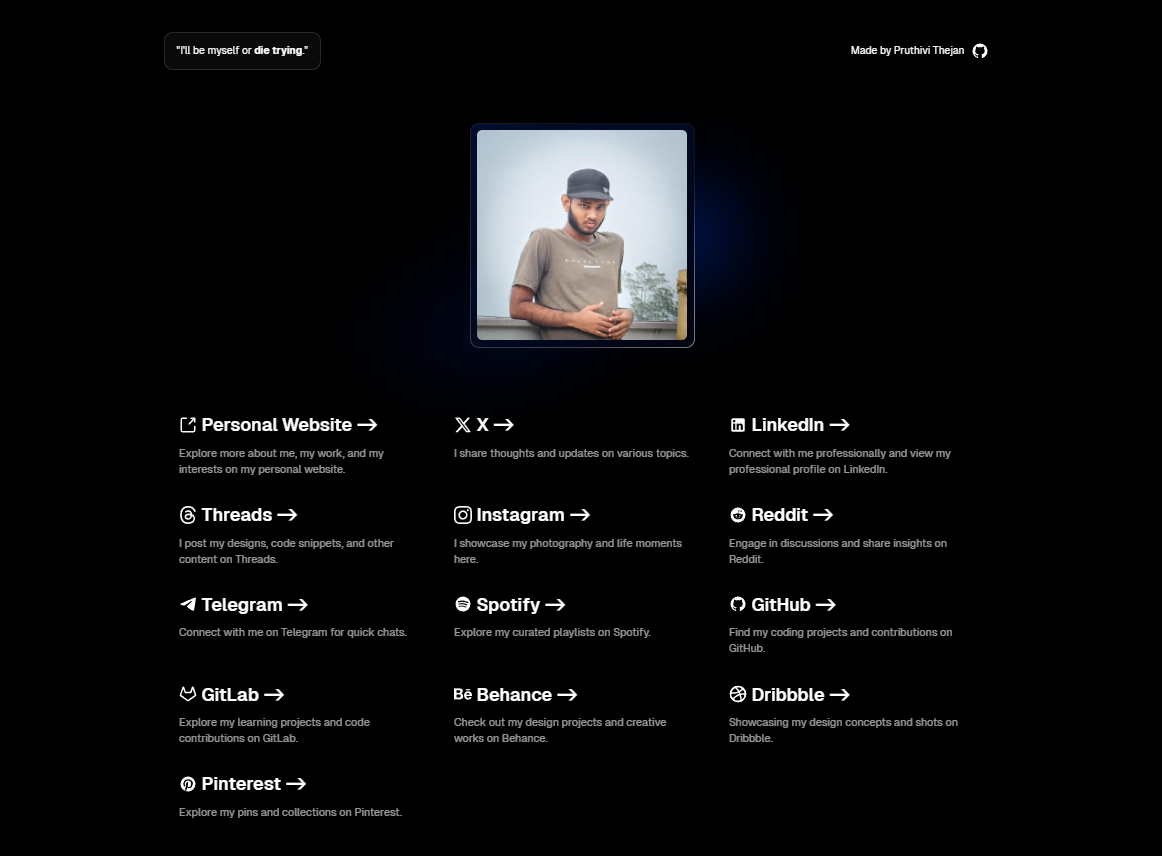 "I'll be myself or die trying."
Made by Pruthivi Thejan
Personal Website ->
Explore more about me, my work, and my
interests on my personal website.
X ->
I share thoughts and updates on various topics.
LinkedIn ->
Connect with me professionally and view my
professional profile on LinkedIn.
Threads ->
I post my designs, code snippets, and other
content on Threads.
Instagram ->
I showcase my photography and life moments
here.
Reddit ->
Engage in discussions and share insights on
Reddit.
Telegram ->
Connect with me on Telegram for quick chats.
Spotify ->
Explore my curated playlists on Spotify.
GitHub ->
Find my coding projects and contributions on
GitHub.
GitLab ->
Explore my learning projects and code
contributions on GitLab.
Bē Behance ->
Check out my design projects and creative
works on Behance.
Dribbble ->
Showcasing my design concepts and shots on
Dribbble.
Pinterest ->
Explore my pins and collections on Pinterest.